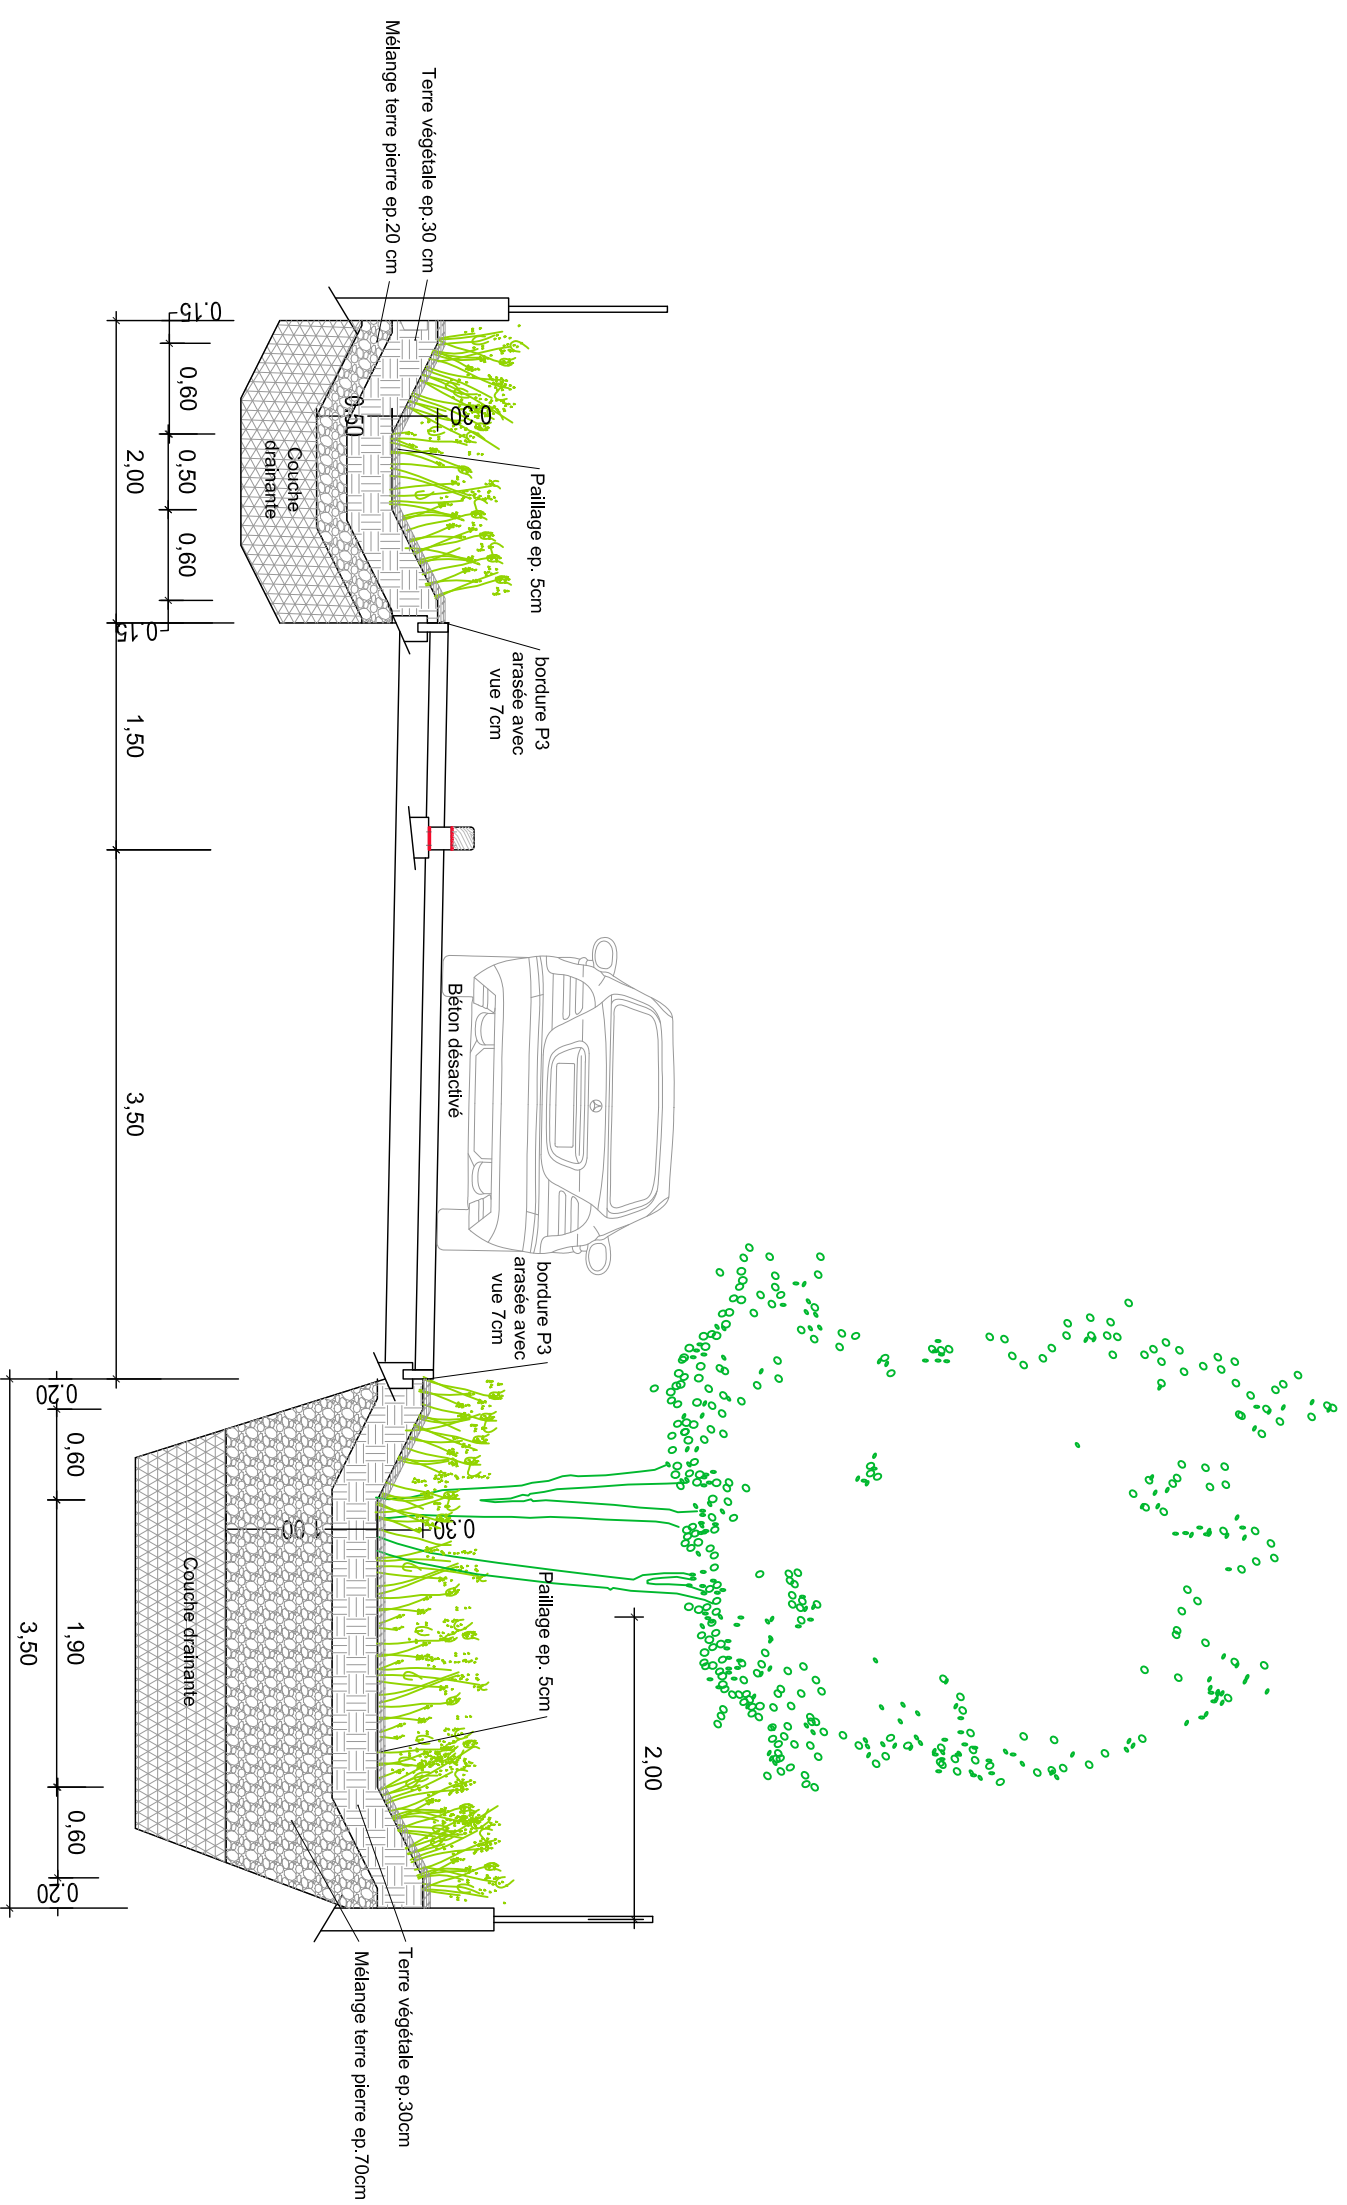 Terre végétale ep.30 cm
Mélange terre pierre ep.20 cm
Paillage ep. 5cm
bordure P3
arasée avec
vue 7cm
Béton désactivé
bordure P3
arasée avec
vue 7cm
Paillage ep. 5cm
2,00
Terre végétale ep.30cm
Mélange terre pierre ep.70cm
0.30
0.50
Couche
drainante
0.15
0,60
0,50
0,60
0.15
2,00
1,50
3,50
0.30
1.00
Couche drainante
0.20
0,60
1,90
0,60
0.20
3,50